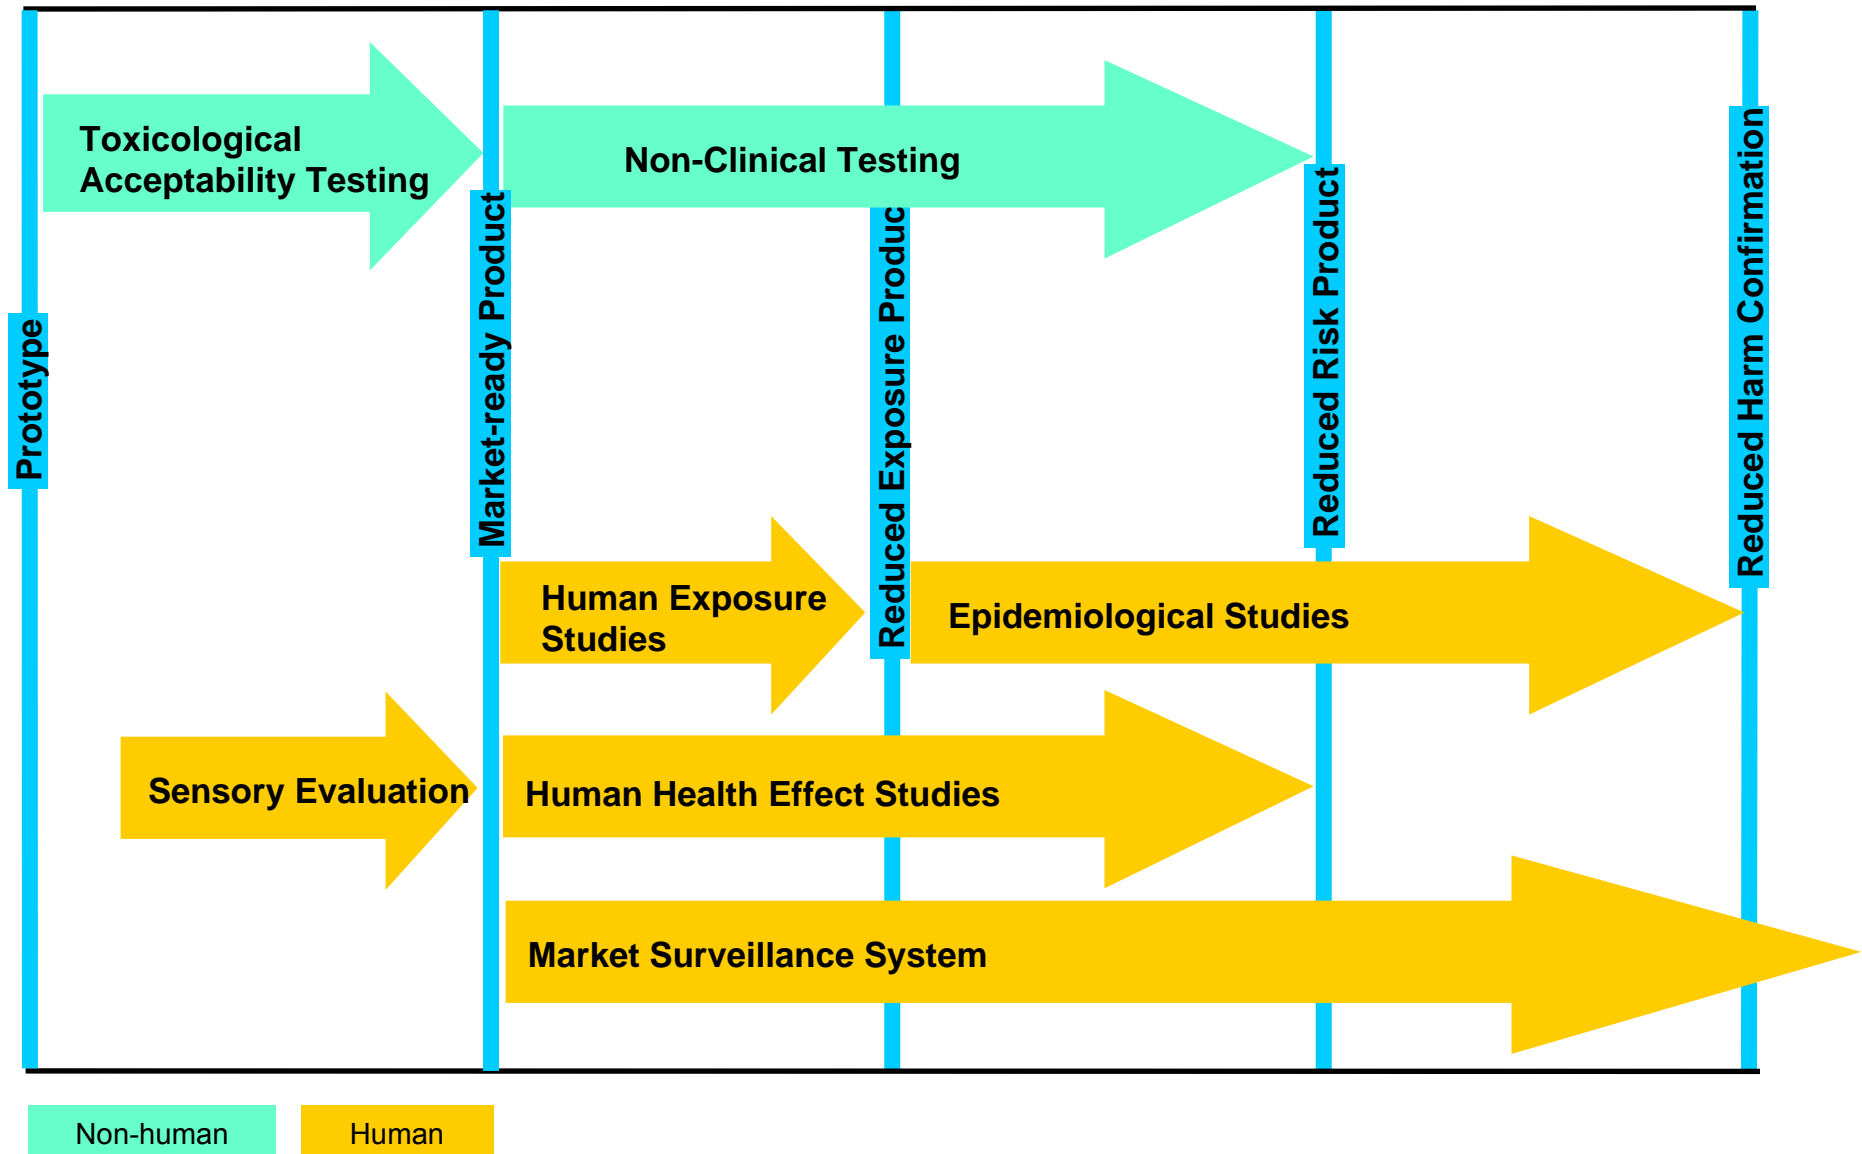 Toxicological
Acceptability Testing
Non-Clinical Testing
Prototype
Market-ready Product
Reduced Exposure Produc
Reduced Risk Product
Reduced Harm Confirmation
Human Exposure
Studies
Epidemiological Studies
Sensory Evaluation
Human Health Effect Studies
Market Surveillance System
Non-human
Human